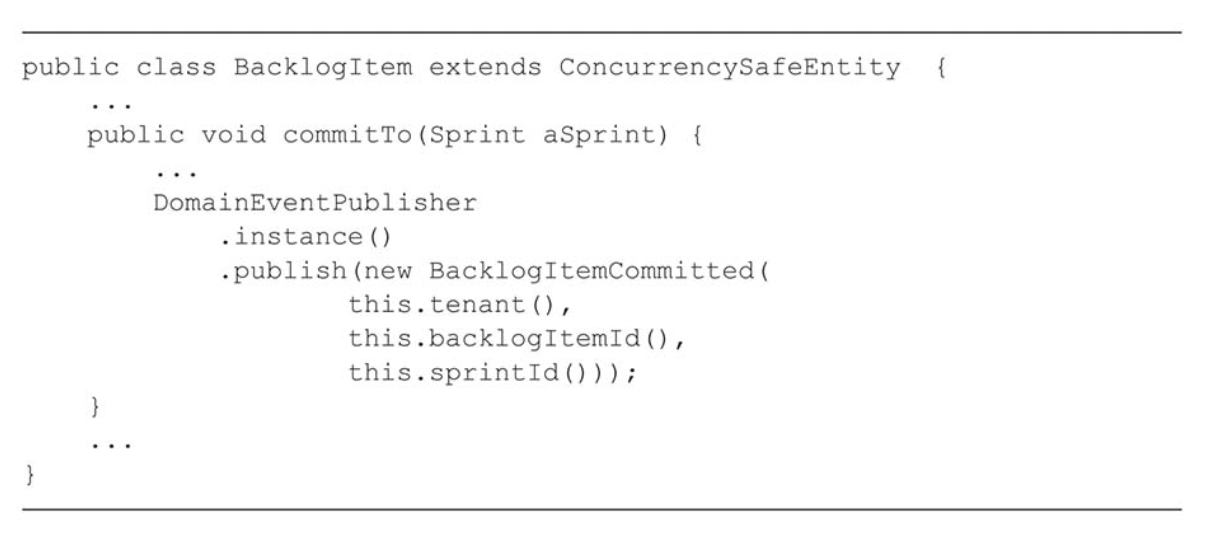 public class BacklogItem extends ConcurrencySafeEntity  {
    ...
    public void commitTo(Sprint aSprint) {
        ...
        DomainEventPublisher
            .instance()
            .publish(new BacklogItemCommitted(
                    this.tenant(),
                    this.backlogItemId(),
                    this.sprintId()));
    }
    ...
}